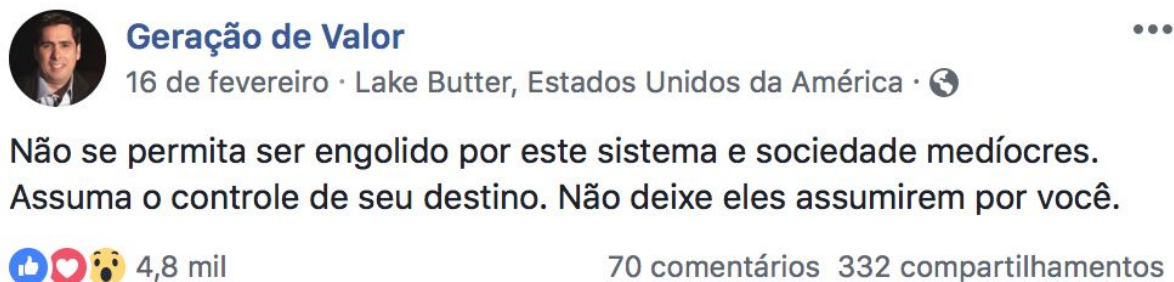 Geração de Valor
16 de fevereiro · Lake Butter, Estados Unidos da América ·
Não se permita ser engolido por este sistema e sociedade medíocres.
Assuma o controle de seu destino. Não deixe eles assumirem por você.
4,8 mil 70 comentários 332 compartilhamentos